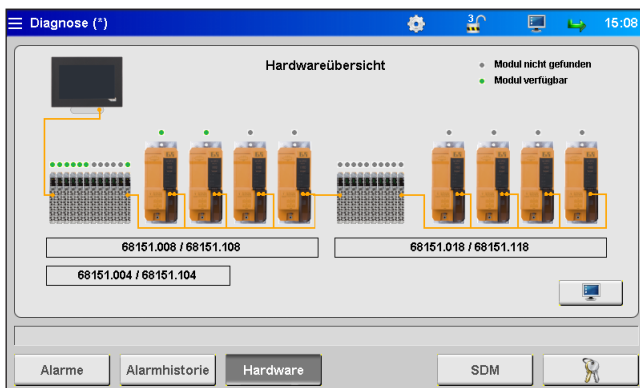 Diagnose (*)
3
15:08
Hardwareübersicht
Modul nicht gefunden
Modul verfügbar
68151.008 / 68151.108
68151.018 / 68151.118
68151.004 / 68151.104
Alarme
Alarmhistorie
Hardware
SDM